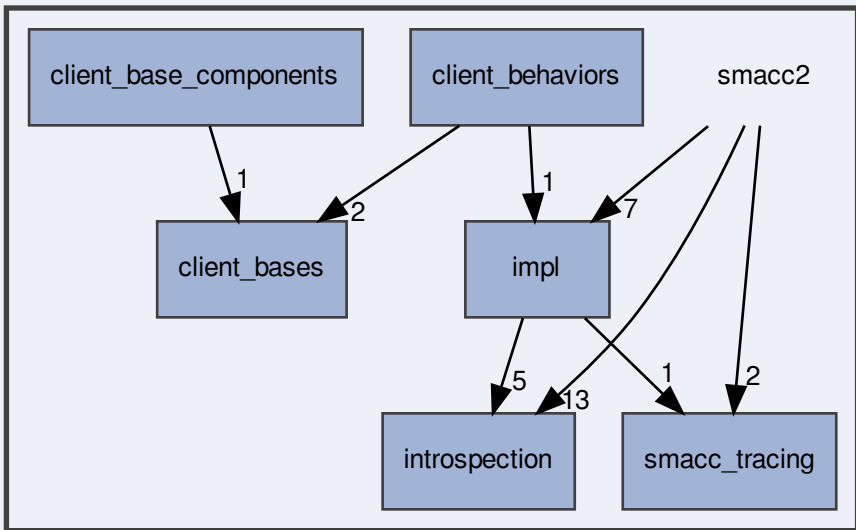 client_base_components
client_behaviors
smacc2
1
2
1
7
client_bases
impl
5
13
1
2
introspection
smacc_tracing